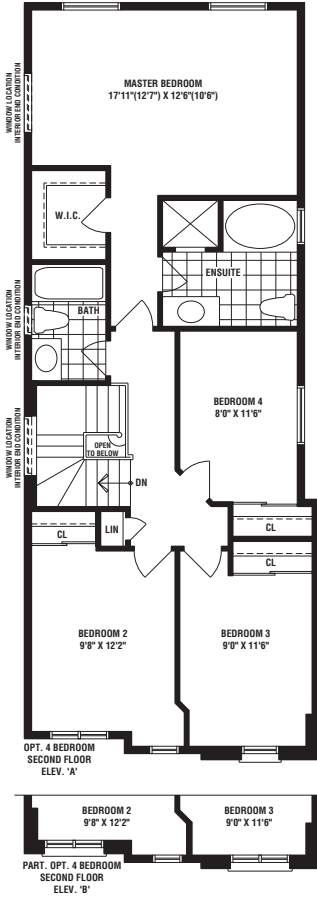 MASTER BEDROOM
17'11"(12'7") X 12'6"(10'6")
WINDOW LOCATION
INTERIOR END CONDITION
W.I.C.
ENSUITE
BATH
WINDOW LOCATION
INTERIOR END CONDITION
BEDROOM 4
8'0" X 11'6"
WINDOW LOCATION
INTERIOR END CONDITION
OPEN
TO BELOW
DN
CL
LIN
CL
CL
BEDROOM 2
9'8" X 12'2"
BEDROOM 3
9'0" X 11'6"
OPT. 4 BEDROOM
SECOND FLOOR
ELEV. 'A'
BEDROOM 2
9'8" X 12'2"
BEDROOM 3
9'0" X 11'6"
PART. OPT. 4 BEDROOM
SECOND FLOOR
ELEV. 'B'